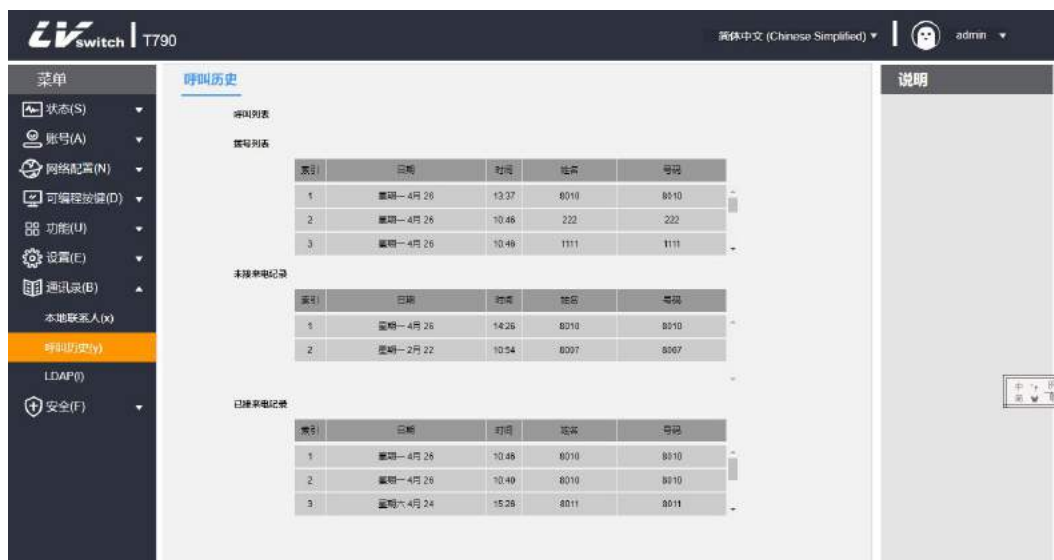 LVswitch T790 简体中文 (Chinese Simplified) admin
菜单 呼叫历史 说明
状态(S)
账号(A)
网络配置(N)
可编程按键(D)
功能(U)
设置(E)
通讯录(B)
本地联系人(x)
呼叫历史(y)
LDAP(l)
安全(F)
呼叫列表
拨号列表
索引 日期 时间 姓名 号码
1 星期一 4月 26 13:37 8010 8010
2 星期一 4月 26 10:46 222 222
3 星期一 4月 26 10:46 1111 1111
未接来电记录
索引 日期 时间 姓名 号码
1 星期一 4月 26 14:26 8010 8010
2 星期一 2月 22 10:54 8007 8007
已接来电记录
索引 日期 时间 姓名 号码
1 星期一 4月 26 10:46 8010 8010
2 星期一 4月 26 10:40 8010 8010
3 星期六 4月 24 15:26 8011 8011
中
英